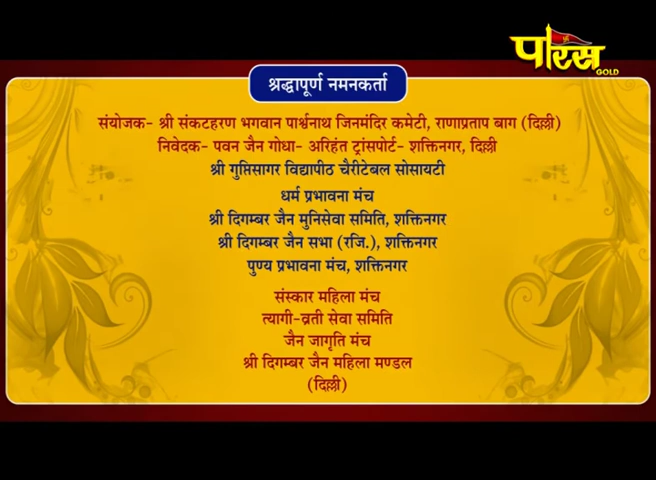 पारस
GOLD
श्रद्धापूर्ण नमनकर्ता
संयोजक- श्री संकटहरण भगवान पार्श्वनाथ जिनमंदिर कमेटी, राणाप्रताप बाग (दिल्ली)
निवेदक- पवन जैन गोधा- अरिहंत ट्रांसपोर्ट- शक्तिनगर, दिल्ली
श्री गुप्तिसागर विद्यापीठ चैरीटेबल सोसायटी
धर्म प्रभावना मंच
श्री दिगम्बर जैन मुनिसेवा समिति, शक्तिनगर
श्री दिगम्बर जैन सभा (रजि.), शक्तिनगर
पुण्य प्रभावना मंच, शक्तिनगर
संस्कार महिला मंच
त्यागी-व्रती सेवा समिति
जैन जागृति मंच
श्री दिगम्बर जैन महिला मण्डल
(दिल्ली)